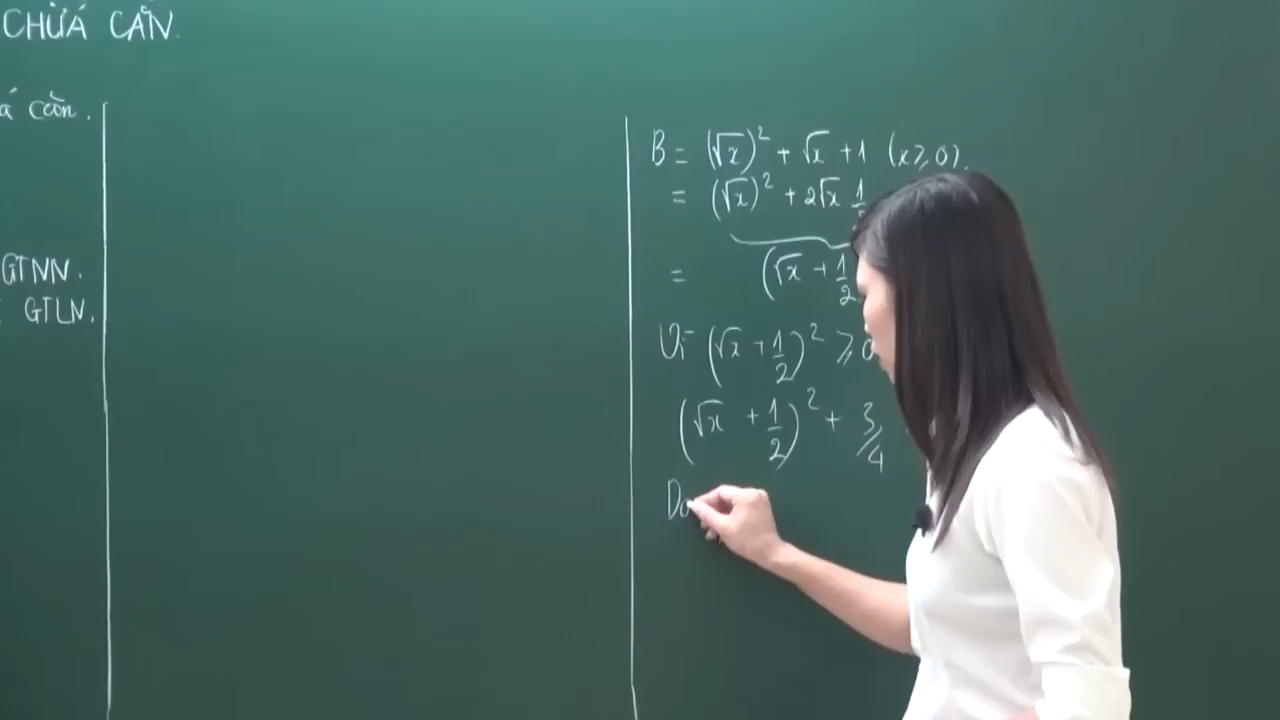 CHỨA CĂN.
căn.
GTNN.
GTLN.
B = (√x)² + √x + 1 (x ≥ 0).
= (√x)² + 2√x 1
= (√x + 1/2
Vì (√x + 1/2)² ≥ 0
(√x + 1/2)² + 3/4
Do